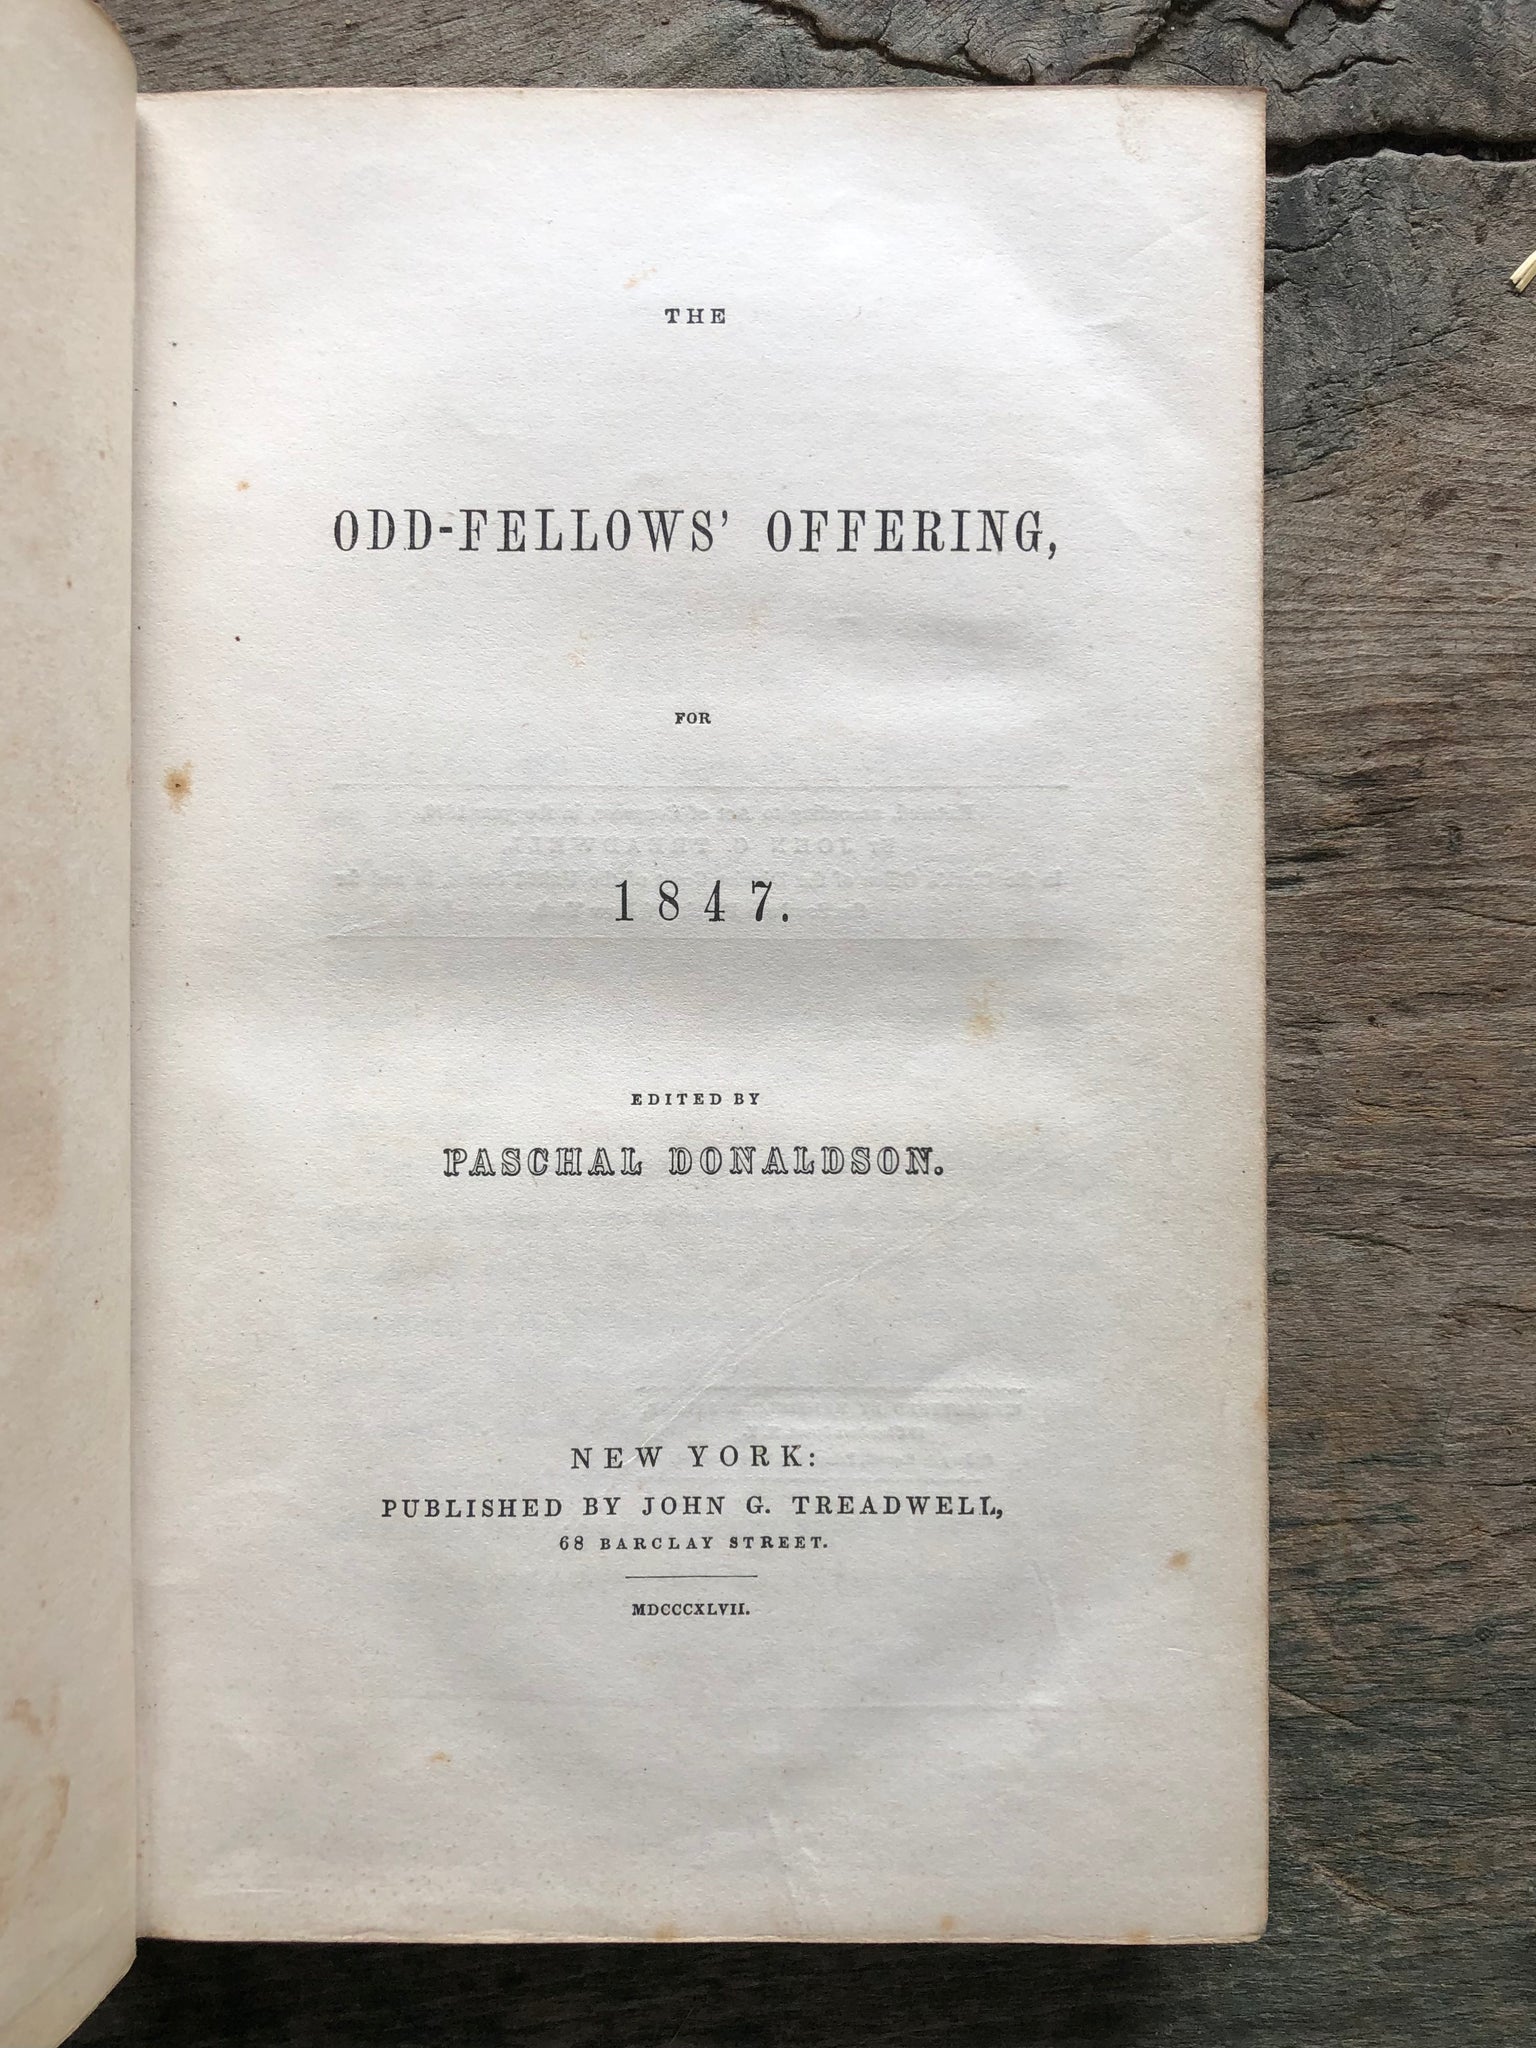 THE
ODD-FELLOWS' OFFERING,
FOR
1847.
EDITED BY
PASCHAL DONALDSON.
NEW YORK:
PUBLISHED BY JOHN G. TREADWELL,
68 BARCLAY STREET.
MDCCCXLVII.